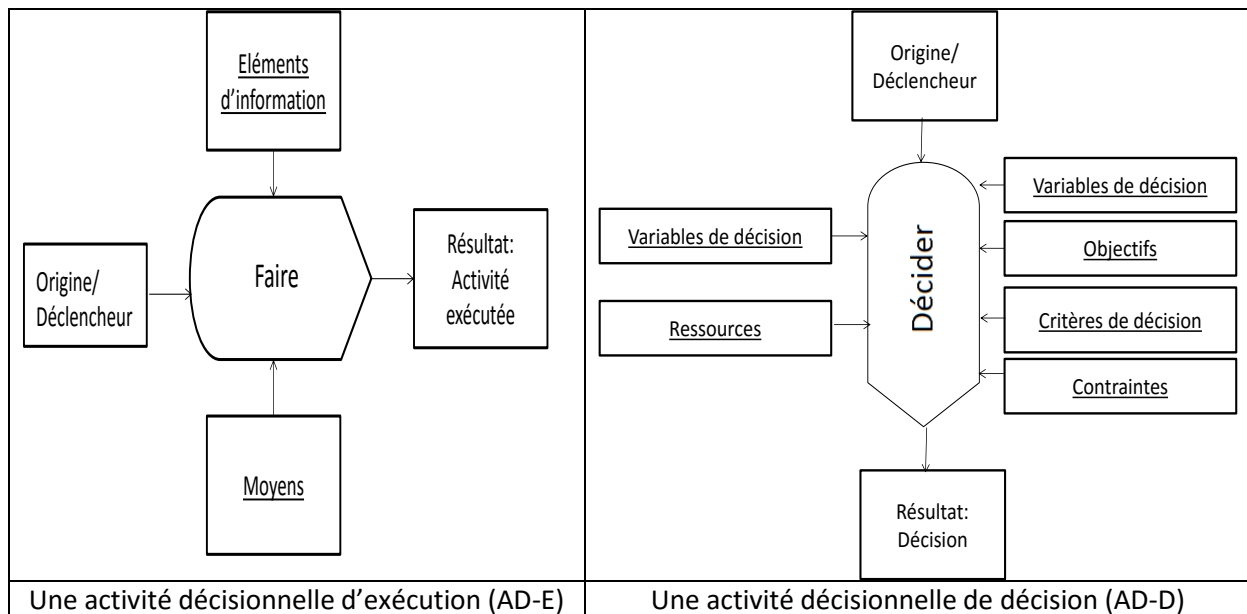 Eléments
d’information
Origine/
Déclencheur
Faire
Résultat:
Activité
exécutée
Moyens
Une activité décisionnelle d’exécution (AD-E)
Origine/
Déclencheur
Variables de décision
Ressources
Décider
Variables de décision
Objectifs
Critères de décision
Contraintes
Résultat:
Décision
Une activité décisionnelle de décision (AD-D)